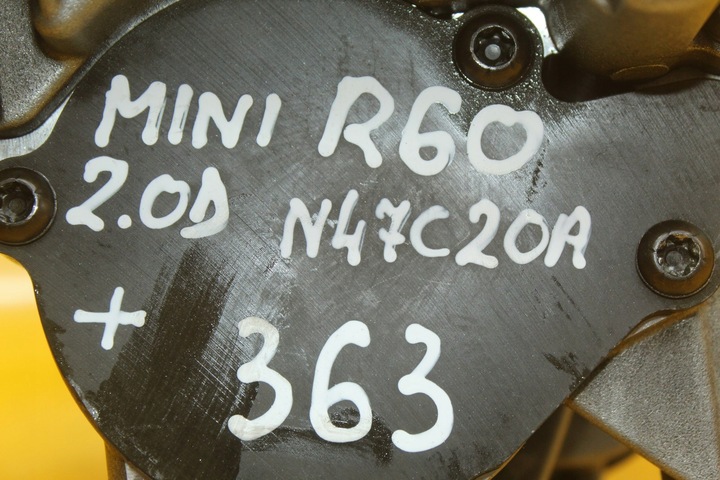 MINI R60
2.0D N47C20A
+ 363